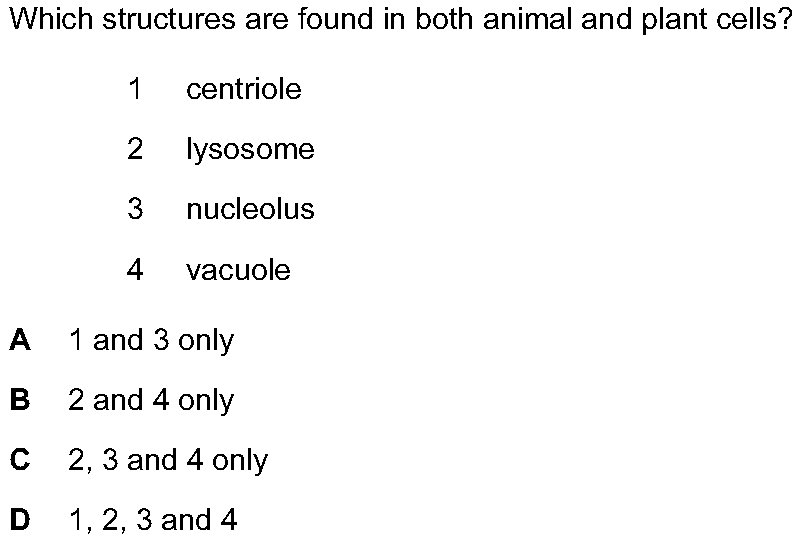 Which structures are found in both animal and plant cells?
1 centriole
2 lysosome
3 nucleolus
4 vacuole
A 1 and 3 only
B 2 and 4 only
C 2, 3 and 4 only
D 1, 2, 3 and 4